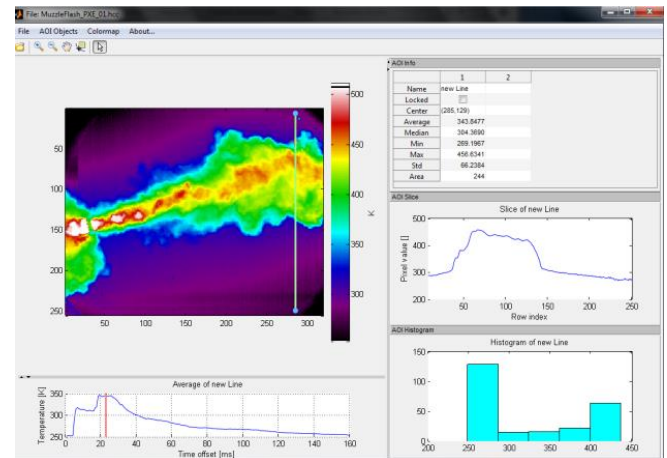 File: MuzzleFlash_PXE_01.hcc
File AOI Objects Colormap About...
AOI Info
1 2
Name new Line
Locked
Center (285,129)
Average 343.8477
Median 304.3690
Min 269.1967
Max 456.6341
Std 66.2384
Area 244
50
100
150
200
250
50 100 150 200 250 300
500
450
400
350
300
K
AOI Slice
Slice of new Line
Pixel value []
500
400
300
200
50 100 150 200 250
Row index
AOI Histogram
Histogram of new Line
150
100
50
0
200 250 300 350 400 450
Average of new Line
Temperature [K]
350
300
250
0 20 40 60 80 100 120 140 160
Time offset [ms]